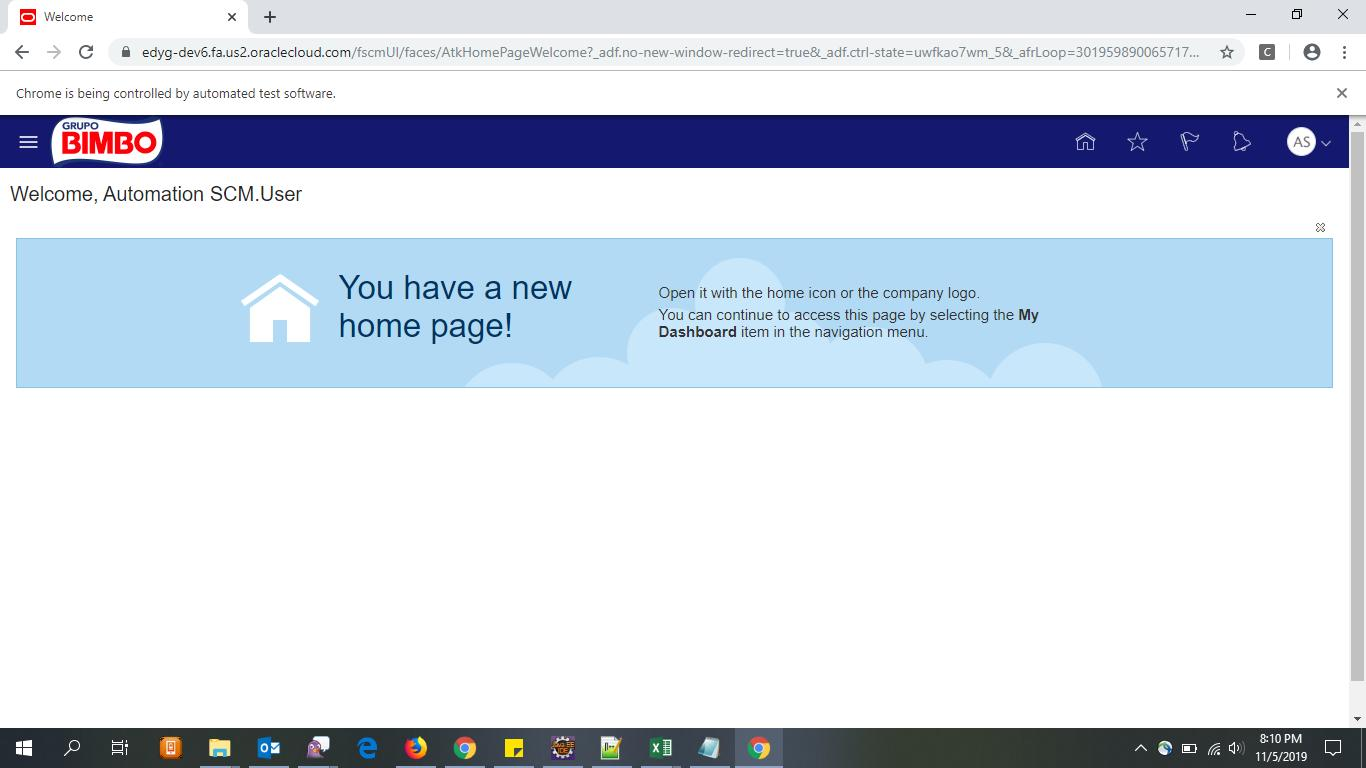 Welcome
edyg-dev6.fa.us2.oraclecloud.com/fscmUI/faces/AtkHomePageWelcome?_adf.no-new-window-redirect=true&_adf.ctrl-state=uwfkao7wm_5&_afrLoop=301959890065717...
C
Chrome is being controlled by automated test software.
GRUPO
BIMBO
AS
Welcome, Automation SCM.User
You have a new
home page!
Open it with the home icon or the company logo.
You can continue to access this page by selecting the My
Dashboard item in the navigation menu.
8:10 PM
11/5/2019